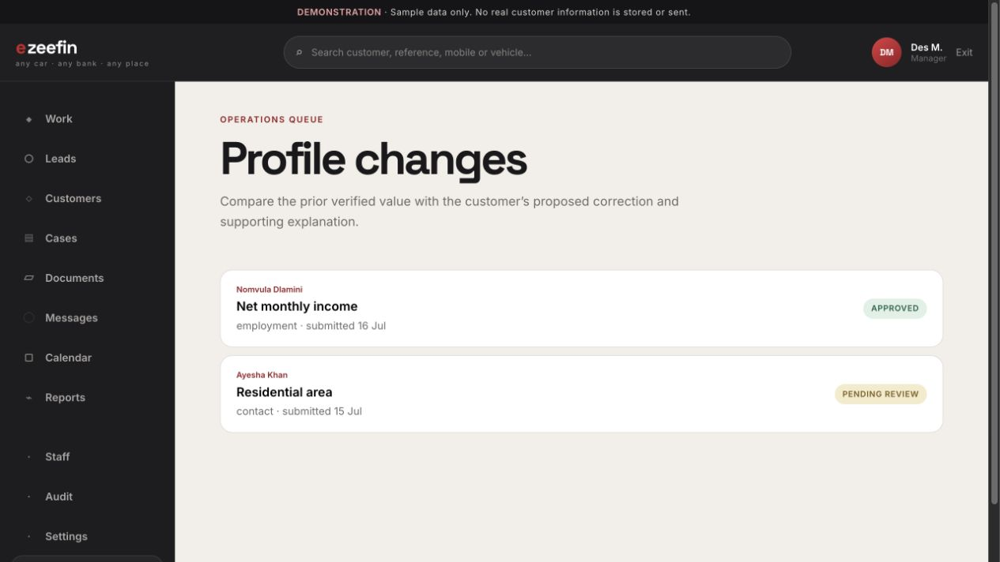 DEMONSTRATION · Sample data only. No real customer information is stored or sent.
ezeefin
any car · any bank · any place
Search customer, reference, mobile or vehicle...
DM
Des M.
Manager
Exit
Work
Leads
Customers
Cases
Documents
Messages
Calendar
Reports
Staff
Audit
Settings
OPERATIONS QUEUE
Profile changes
Compare the prior verified value with the customer’s proposed correction and
supporting explanation.
Nomvula Dlamini
Net monthly income
employment · submitted 16 Jul
APPROVED
Ayesha Khan
Residential area
contact · submitted 15 Jul
PENDING REVIEW